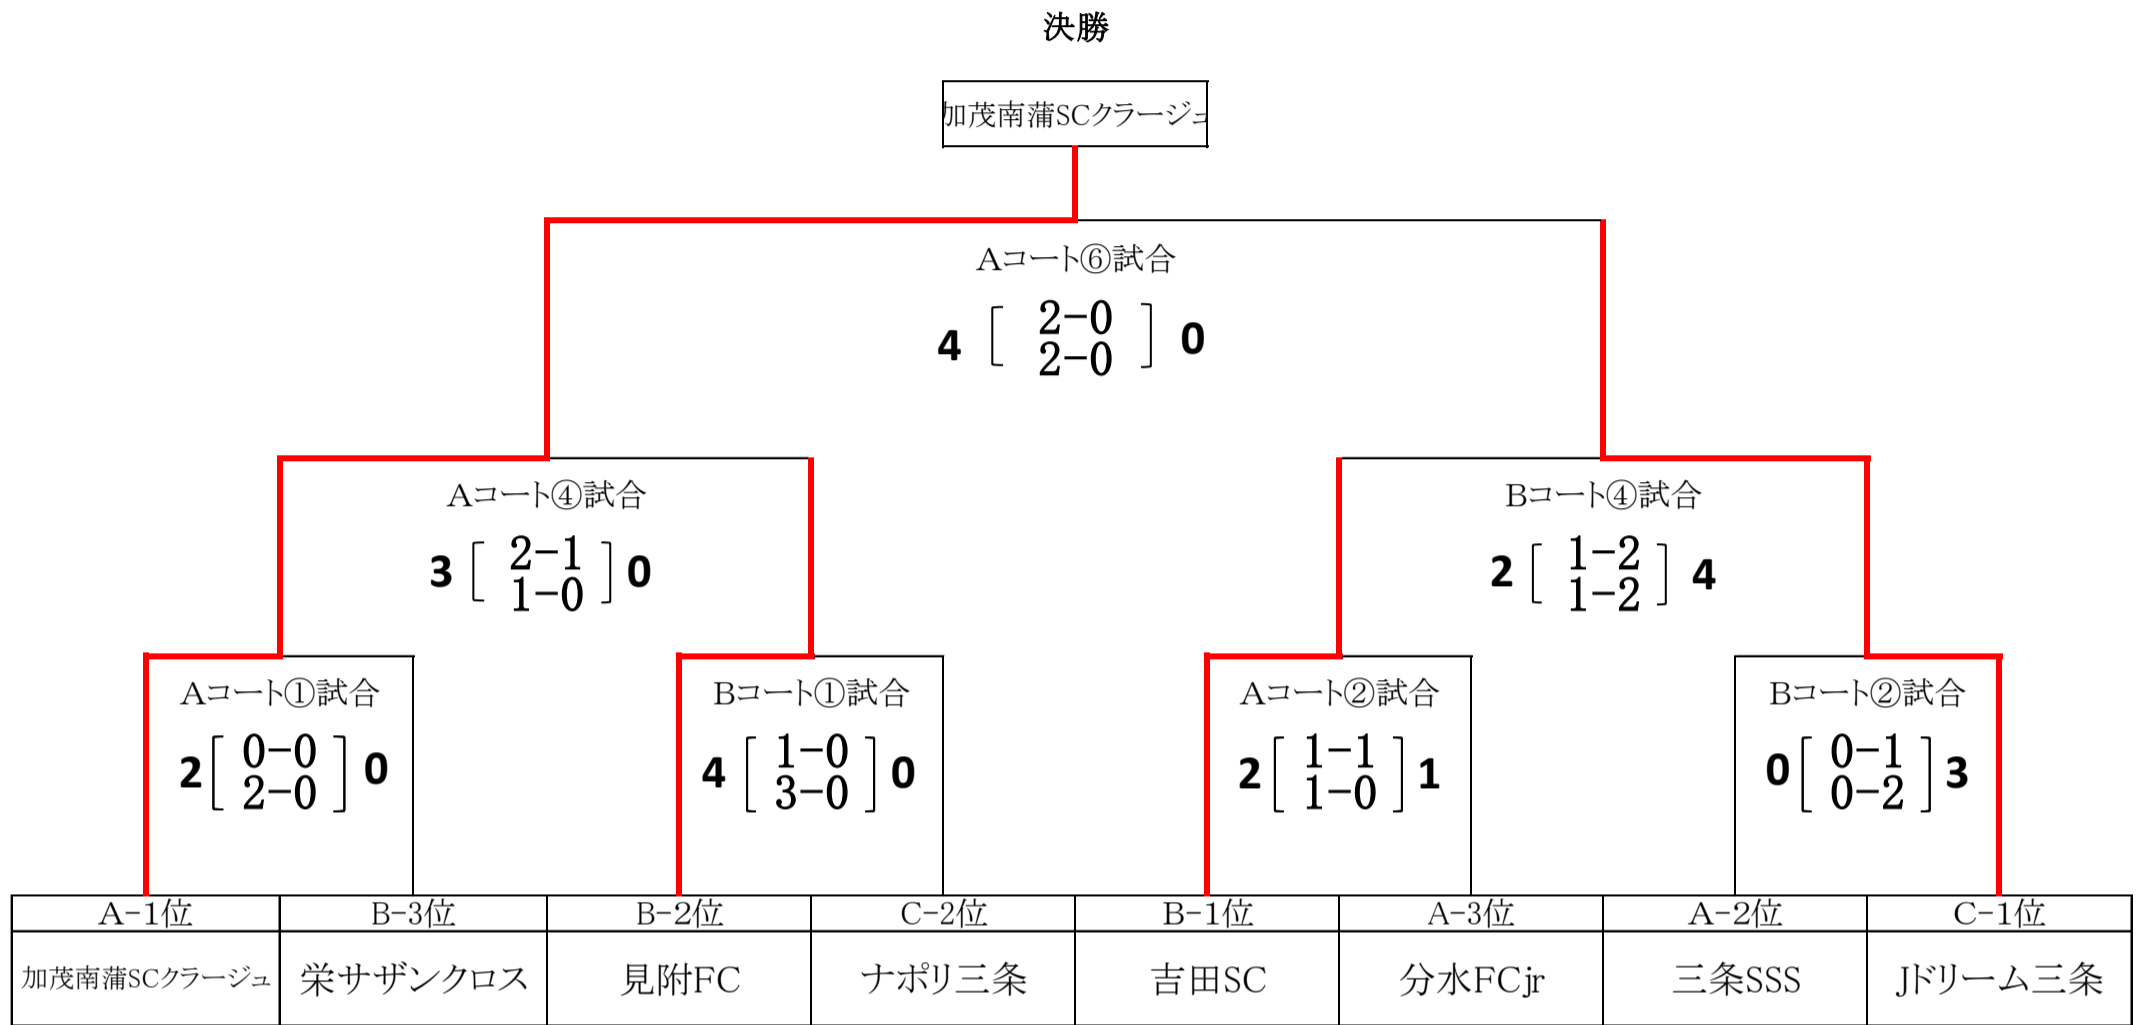 決勝
加茂南蒲SCクラージュ
Aコート⑥試合
4 [ 2-0 ] 0
2-0
Aコート④試合
3 [ 2-1 ] 0
1-0
Bコート④試合
2 [ 1-2 ] 4
1-2
Aコート①試合
2 [ 0-0 ] 0
2-0
Bコート①試合
4 [ 1-0 ] 0
3-0
Aコート②試合
2 [ 1-1 ] 1
1-0
Bコート②試合
0 [ 0-1 ] 3
0-2
A-1位 B-3位 B-2位 C-2位 B-1位 A-3位 A-2位 C-1位
加茂南蒲SCクラージュ 栄サザンクロス 見附FC ナポリ三条 吉田SC 分水FCjr 三条SSS Jドリーム三条